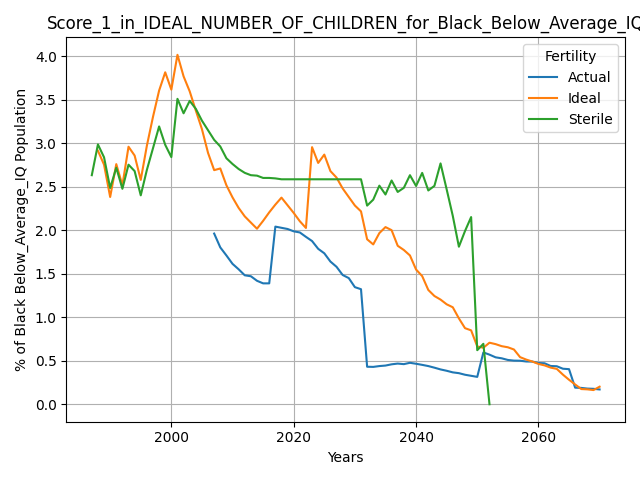 Score_1_in_IDEAL_NUMBER_OF_CHILDREN_for_Black_Below_Average_IQ
% of Black Below_Average_IQ Population
4.0
3.5
3.0
2.5
2.0
1.5
1.0
0.5
0.0
Fertility
Actual
Ideal
Sterile
2000
2020
2040
2060
Years